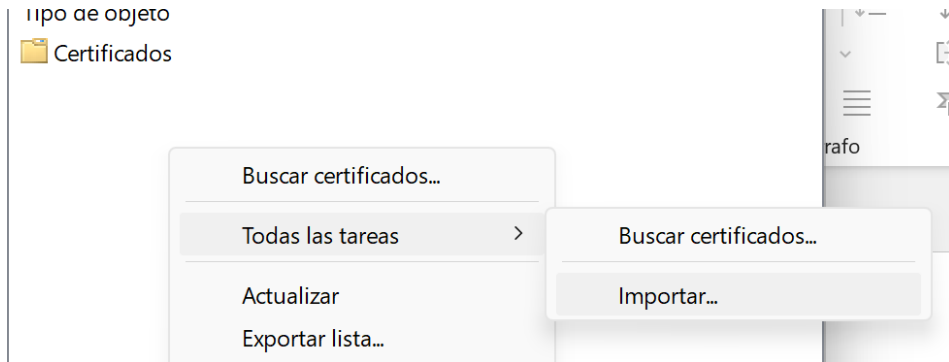 Tipo de objeto
Certificados
rafo
Buscar certificados...
Todas las tareas
Buscar certificados...
Actualizar
Importar...
Exportar lista...